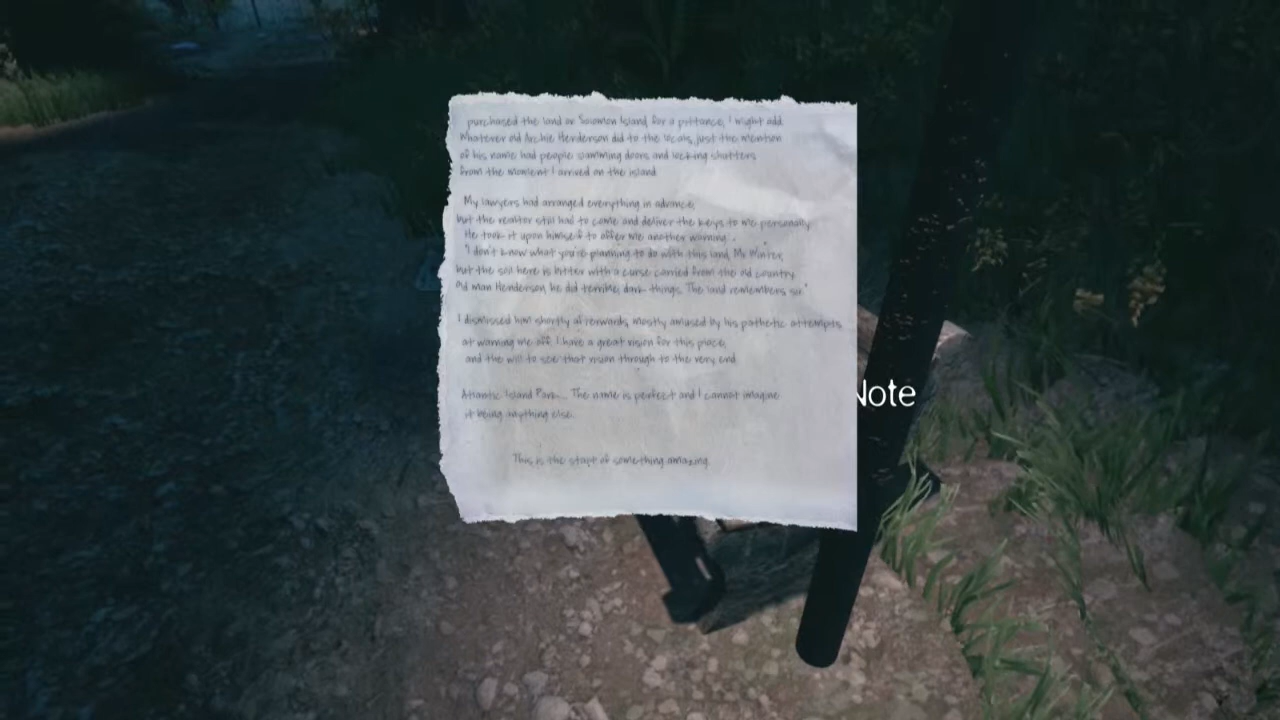 purchased the land on Solomon Island, for a pittance, I might add.
Whatever old Archie Henderson did to the locals, just the mention
of his name had people slamming doors and locking shutters
from the moment I arrived on the island.
My lawyers had arranged everything in advance,
but the realtor still had to come and deliver the keys to me personally.
He took it upon himself to offer me another warning.
"I don't know what you're planning to do with this land, Mr Winter,
but the soil here is bitter with a curse carried from the old country.
Old man Henderson, he did terrible, dark things. The land remembers, sir."
I dismissed him shortly afterwards, mostly amused by his pathetic attempts
at warning me off. I have a great vision for this place,
and the will to see that vision through to the very end.
Atlantic Island Park... The name is perfect and I cannot imagine
it being anything else.
This is the start of something amazing.
Note